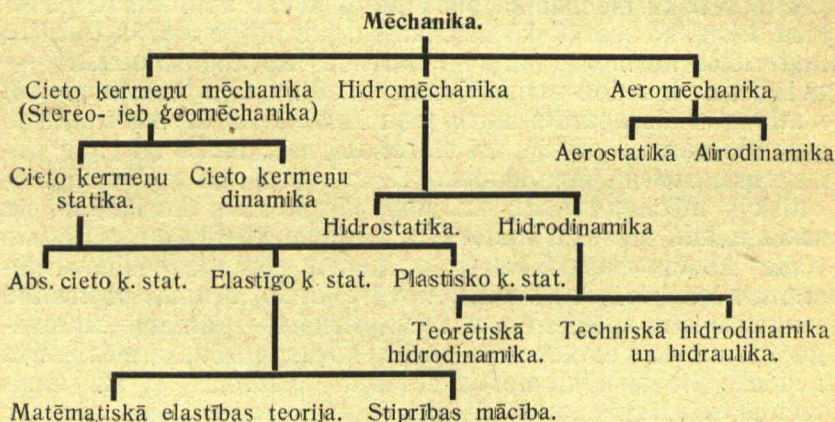 Mēchanika.
Cieto ķermeņu mēchanika
(Stereo- jeb ģeomēchanika)
Hidromēchanika
Aeromēchanika
Aerostatika
Airodinamika
Cieto ķermeņu
statika.
Cieto ķermeņu
dinamika
Hidrostatika.
Hidrodinamika
Abs. cieto ķ. stat.
Elastīgo ķ stat.
Plastisko ķ. stat.
Teorētiskā
hidrodinamika.
Techniskā hidrodinamika
un hidraulika.
Matēmatiskā elastības teorija.
Stiprības mācība.